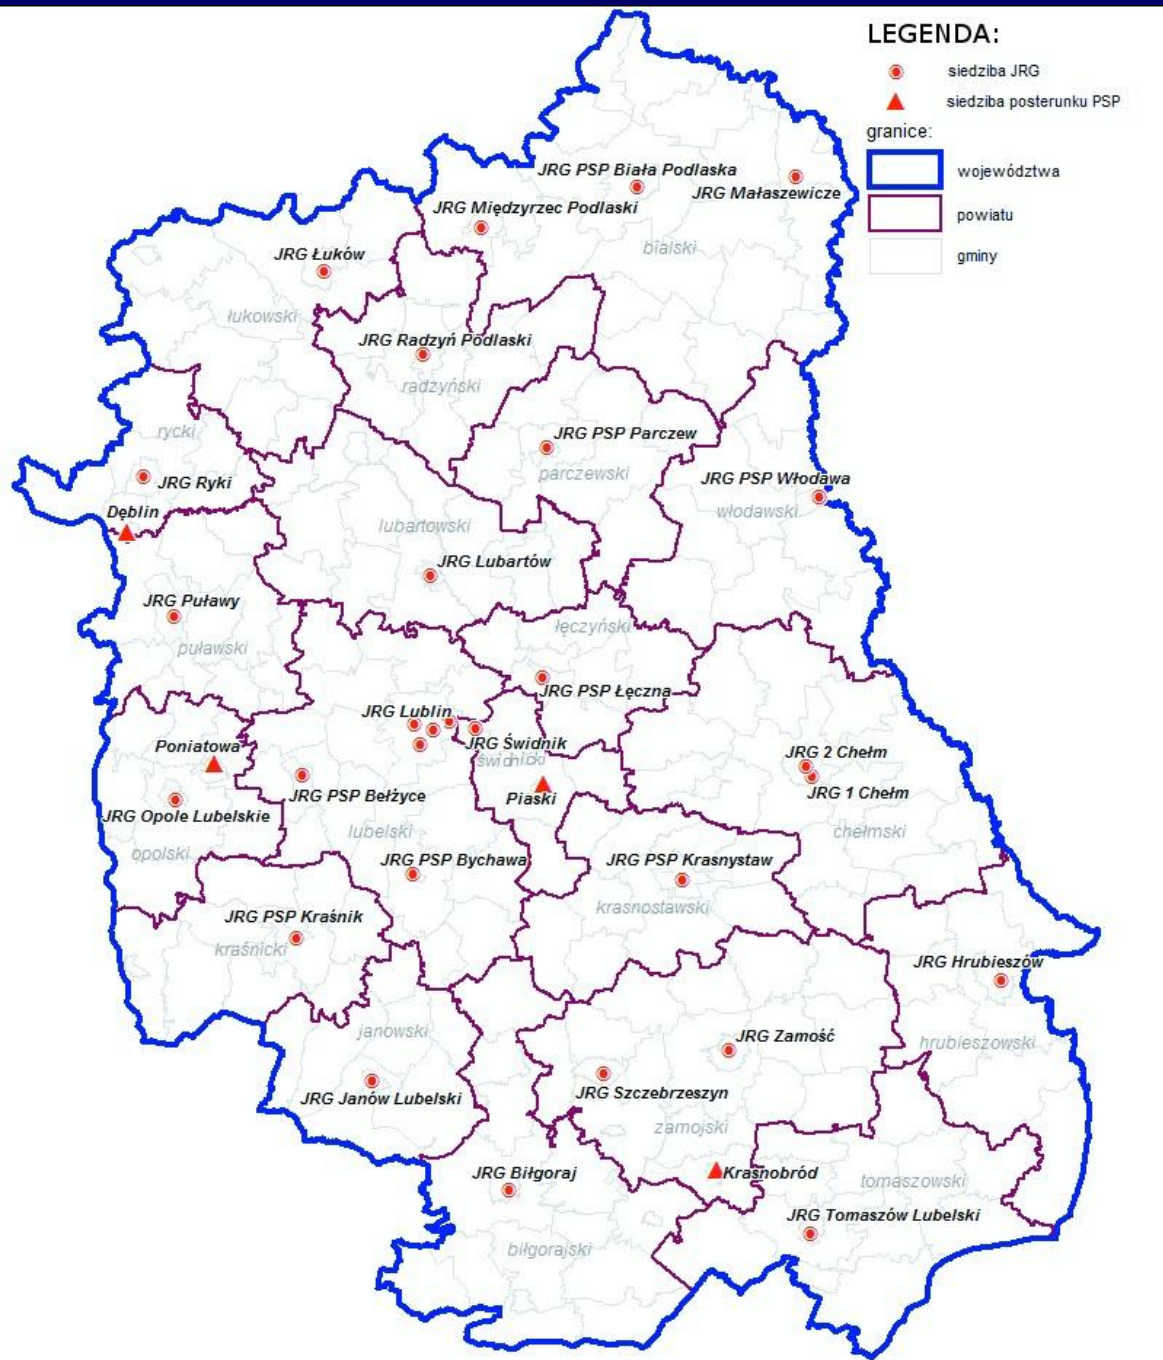 LEGENDA:
siedziba JRG
siedziba posterunku PSP
granice:
województwa
powiatu
gminy
JRG PSP Biała Podlaska
JRG Małaszewicze
JRG Międzyrzec Podlaski
bialski
JRG Łuków
łukowski
JRG Radzyń Podlaski
radzyński
rycki
JRG PSP Parczew
parczewski
JRG PSP Włodawa
włodawski
JRG Ryki
Dęblin
lubartowski
JRG Lubartów
JRG Puławy
puławski
łęczyński
JRG PSP Łęczna
JRG Lublin
JRG Świdnik
świdnicki
Poniatowa
JRG 2 Chełm
JRG 1 Chełm
chełmski
JRG PSP Bełżyce
Piaski
JRG Opole Lubelskie
opolski
lubelski
JRG PSP Bychawa
JRG PSP Krasnystaw
krasnostawski
JRG PSP Kraśnik
kraśnicki
JRG Hrubieszów
hrubieszowski
janowski
JRG Zamość
JRG Janów Lubelski
JRG Szczebrzeszyn
zamojski
JRG Biłgoraj
Krasnobród
tomaszowski
JRG Tomaszów Lubelski
biłgorajski